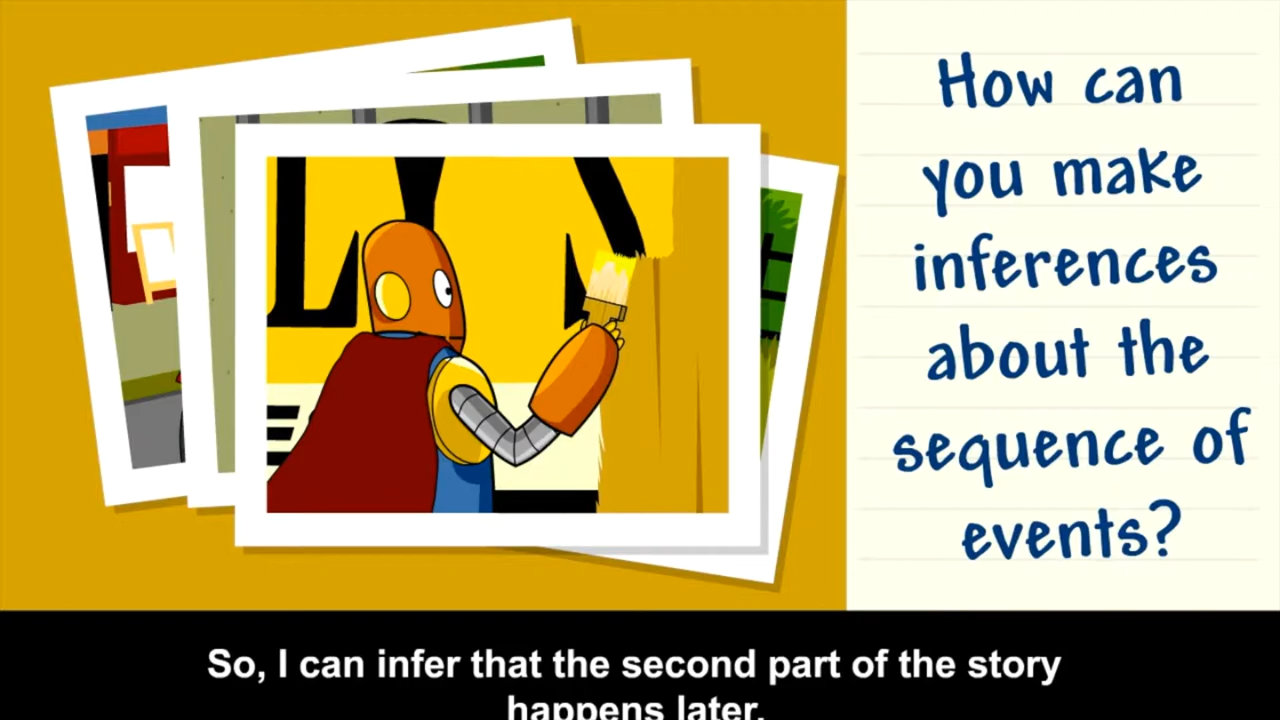 How can
you make
inferences
about the
sequence of
events?
So, I can infer that the second part of the story
happens later.